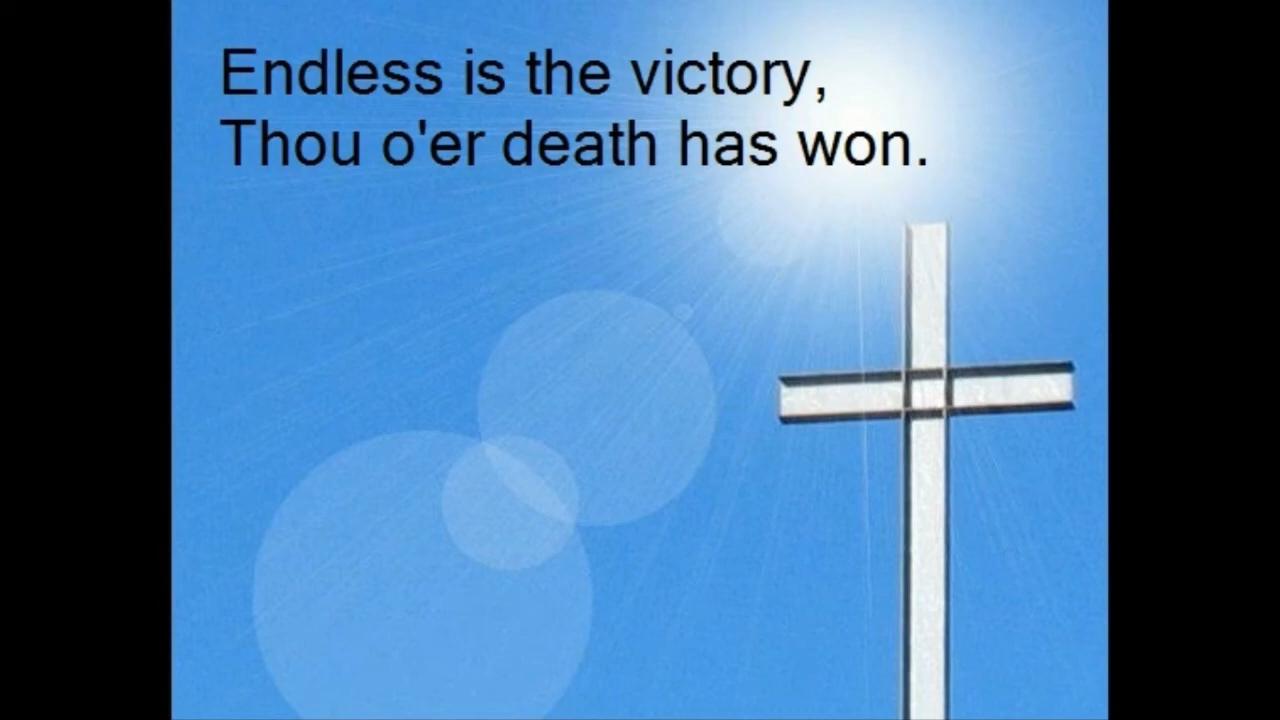 Endless is the victory,
Thou o'er death has won.